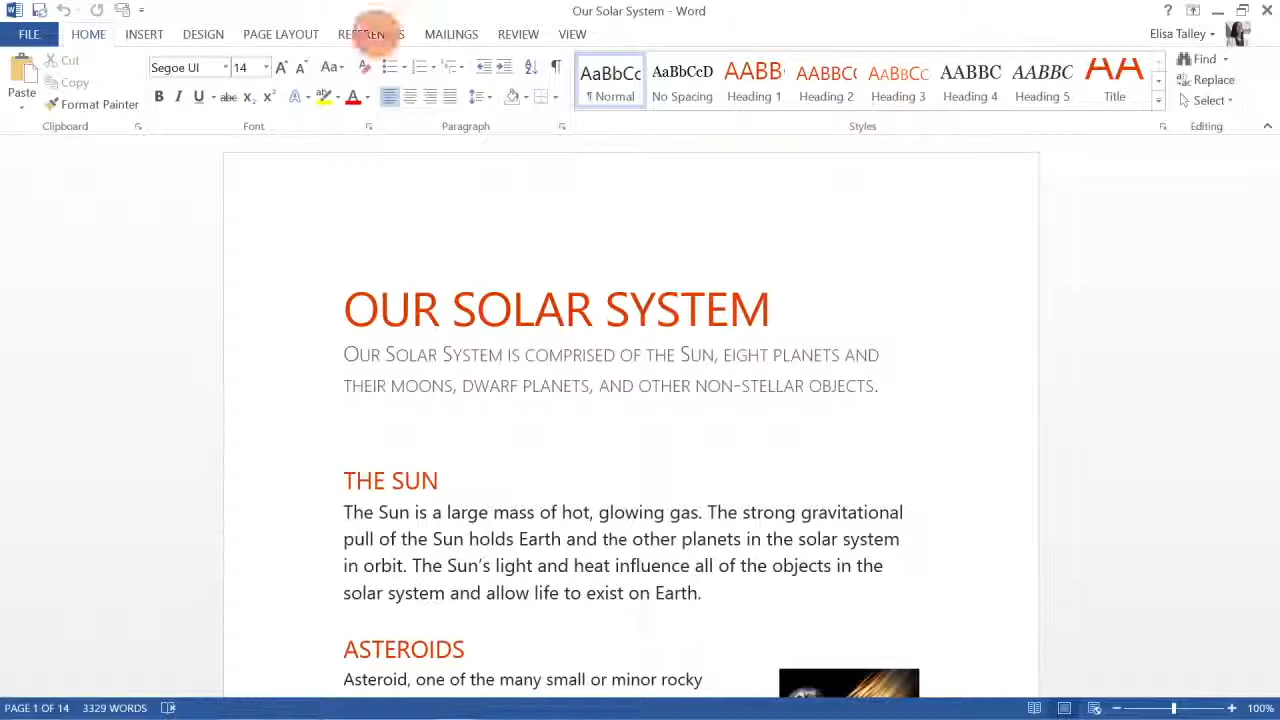 Our Solar System - Word
FILE HOME INSERT DESIGN PAGE LAYOUT MAILINGS REVIEW VIEW Elisa Talley
Paste
Cut
Copy
Format Painter
Clipboard
Segoe UI 14
Font
Paragraph
AaBbCc AaBbCcD AABB AABBC AABBCC AABBC AABBC AA
¶ Normal No Spacing Heading 1 Heading 2 Heading 3 Heading 4 Heading 5 Title
Styles
Find
Replace
Select
Editing
OUR SOLAR SYSTEM
OUR SOLAR SYSTEM IS COMPRISED OF THE SUN, EIGHT PLANETS AND
THEIR MOONS, DWARF PLANETS, AND OTHER NON-STELLAR OBJECTS.
THE SUN
The Sun is a large mass of hot, glowing gas. The strong gravitational
pull of the Sun holds Earth and the other planets in the solar system
in orbit. The Sun’s light and heat influence all of the objects in the
solar system and allow life to exist on Earth.
ASTEROIDS
Asteroid, one of the many small or minor rocky
PAGE 1 OF 14 3329 WORDS 100%